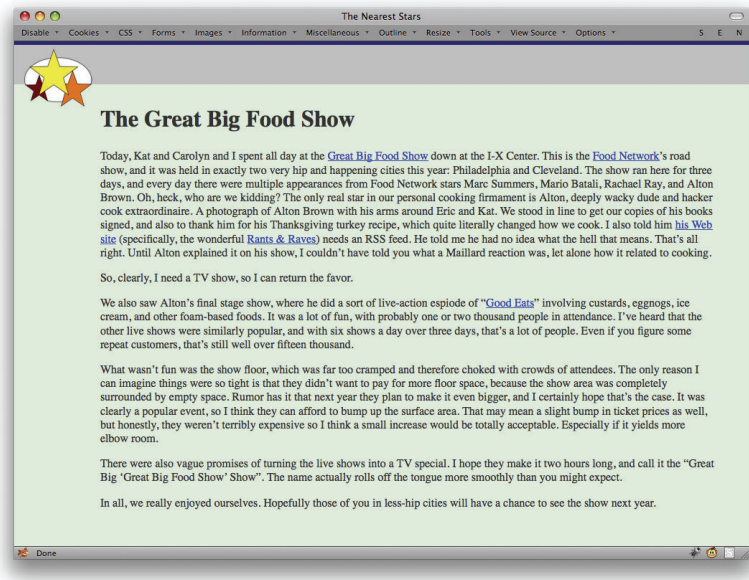 The Nearest Stars
Disable Cookies CSS Forms Images Information Miscellaneous Outline Resize Tools View Source Options S E N
The Great Big Food Show
Today, Kat and Carolyn and I spent all day at the Great Big Food Show down at the I-X Center. This is the Food Network’s road
show, and it was held in exactly two very hip and happening cities this year: Philadelphia and Cleveland. The show ran here for three
days, and every day there were multiple appearances from Food Network stars Marc Summers, Mario Batali, Rachael Ray, and Alton
Brown. Oh, heck, who are we kidding? The only real star in our personal cooking firmament is Alton, deeply wacky dude and hacker
cook extraordinaire. A photograph of Alton Brown with his arms around Eric and Kat. We stood in line to get our copies of his books
signed, and also to thank him for his Thanksgiving turkey recipe, which quite literally changed how we cook. I also told him his Web
site (specifically, the wonderful Rants & Raves) needs an RSS feed. He told me he had no idea what the hell that means. That’s all
right. Until Alton explained it on his show, I couldn’t have told you what a Maillard reaction was, let alone how it related to cooking.
So, clearly, I need a TV show, so I can return the favor.
We also saw Alton’s final stage show, where he did a sort of live-action espiode of “Good Eats” involving custards, eggnogs, ice
cream, and other foam-based foods. It was a lot of fun, with probably one or two thousand people in attendance. I’ve heard that the
other live shows were similarly popular, and with six shows a day over three days, that’s a lot of people. Even if you figure some
repeat customers, that’s still well over fifteen thousand.
What wasn’t fun was the show floor, which was far too cramped and therefore choked with crowds of attendees. The only reason I
can imagine things were so tight is that they didn’t want to pay for more floor space, because the show area was completely
surrounded by empty space. Rumor has it that next year they plan to make it even bigger, and I certainly hope that’s the case. It was
clearly a popular event, so I think they can afford to bump up the surface area. That may mean a slight bump in ticket prices as well,
but honestly, they weren’t terribly expensive so I think a small increase would be totally acceptable. Especially if it yields more
elbow room.
There were also vague promises of turning the live shows into a TV special. I hope they make it two hours long, and call it the “Great
Big ‘Great Big Food Show’ Show”. The name actually rolls off the tongue more smoothly than you might expect.
In all, we really enjoyed ourselves. Hopefully those of you in less-hip cities will have a chance to see the show next year.
Done